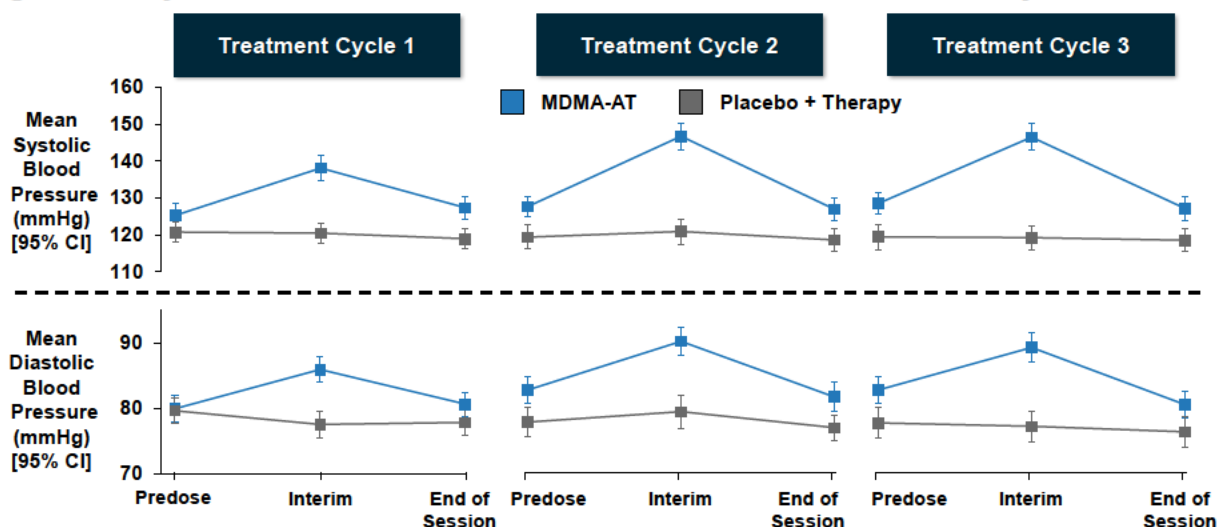 Treatment Cycle 1
Treatment Cycle 2
Treatment Cycle 3
MDMA-AT
Placebo + Therapy
Mean
Systolic
Blood
Pressure
(mmHg)
[95% CI]
160
150
140
130
120
110
Mean
Diastolic
Blood
Pressure
(mmHg)
[95% CI]
90
80
70
Predose
Interim
End of
Session
Predose
Interim
End of
Session
Predose
Interim
End of
Session